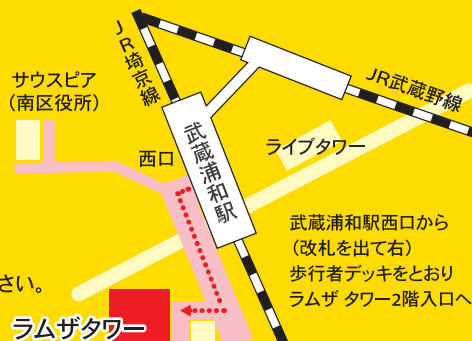 JR埼京線
サウスピア
（南区役所）
JR武蔵野線
西口
武蔵浦和駅
ライブタワー
武蔵浦和駅西口から
（改札を出て右）
歩行者デッキをとおり
ラムザ タワー2階入口へ
さい。
ラムザタワー